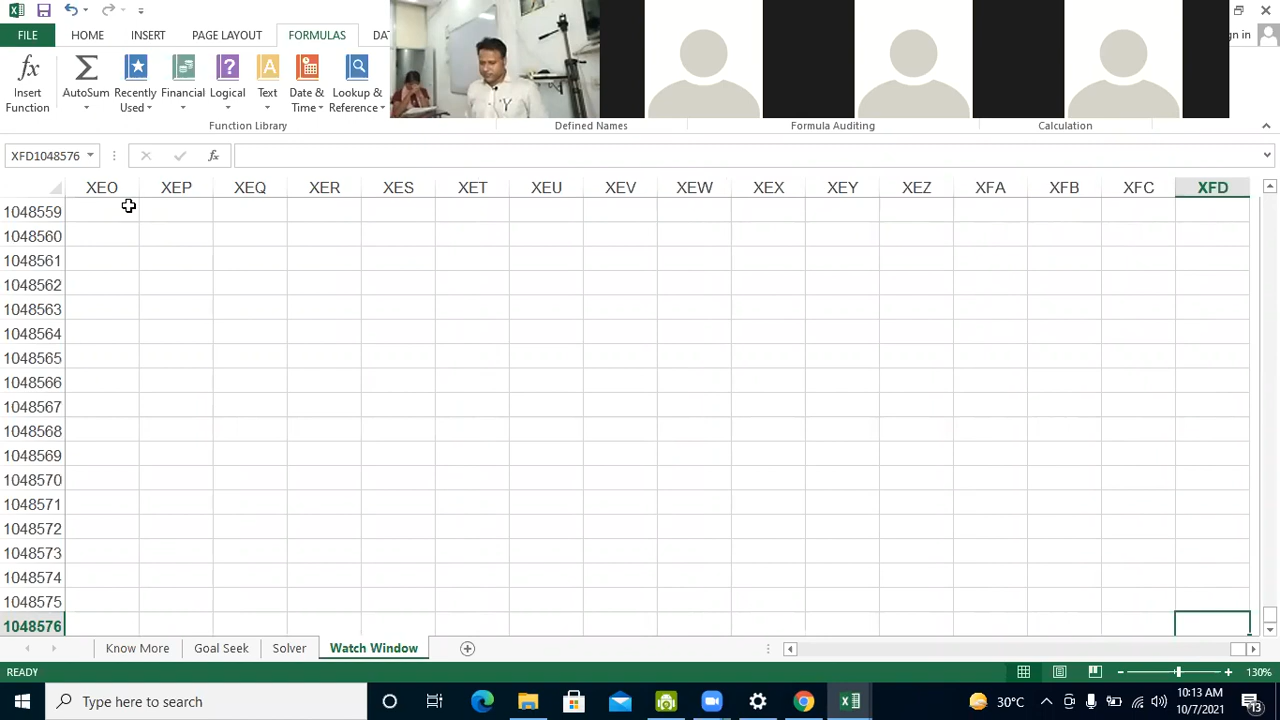 FILE HOME INSERT PAGE LAYOUT FORMULAS DA
gn in
Insert Function
AutoSum
Recently Used
Financial
Logical
Text
Date & Time
Lookup & Reference
Function Library Defined Names Formula Auditing Calculation
XFD1048576 fx
XEO XEP XEQ XER XES XET XEU XEV XEW XEX XEY XEZ XFA XFB XFC XFD
1048559
1048560
1048561
1048562
1048563
1048564
1048565
1048566
1048567
1048568
1048569
1048570
1048571
1048572
1048573
1048574
1048575
1048576
Know More Goal Seek Solver Watch Window
READY 130%
Type here to search 30°C 10:13 AM
10/7/2021 13